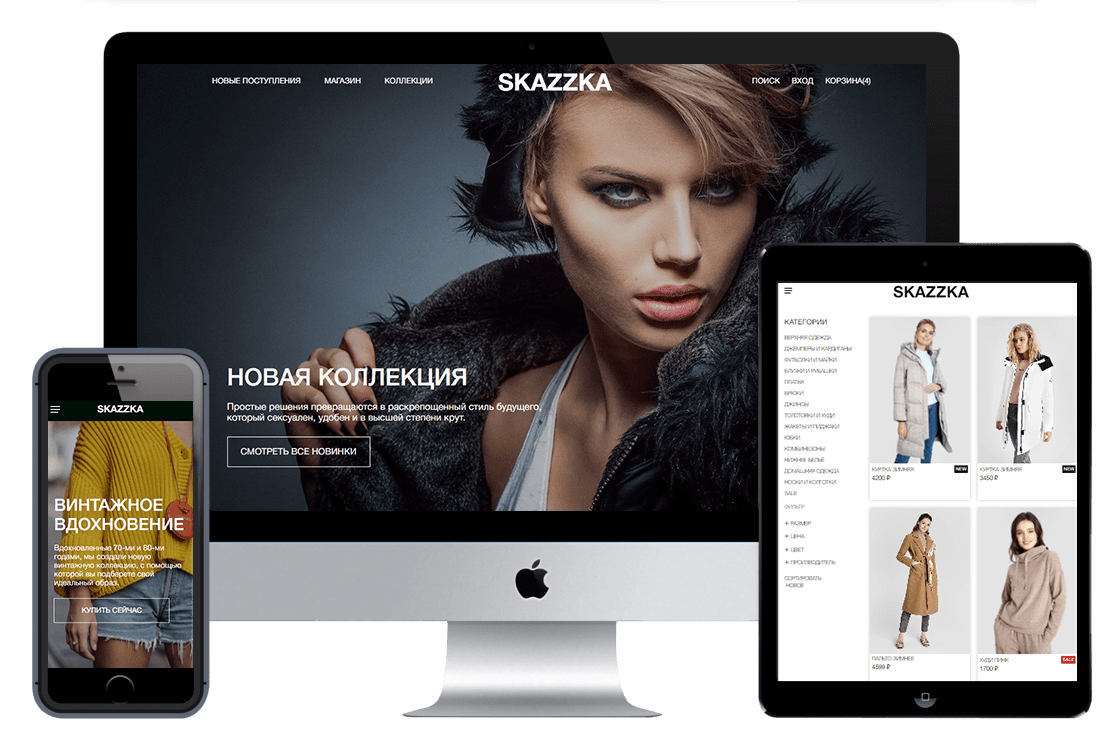 НОВЫЕ ПОСТУПЛЕНИЯ МАГАЗИН КОЛЛЕКЦИИ SKAZZKA ПОИСК ВХОД КОРЗИНА(4)
НОВАЯ КОЛЛЕКЦИЯ
Простые решения превращаются в раскрепощенный стиль будущего,
который сексуален, удобен и в высшей степени крут.
СМОТРЕТЬ ВСЕ НОВИНКИ
SKAZZKA
ВИНТАЖНОЕ
ВДОХНОВЕНИЕ
Вдохновленные 70-ми и 80-ми
годами, мы создали новую
винтажную коллекцию, с помощью
которой вы подберете свой
идеальный образ.
КУПИТЬ СЕЙЧАС
SKAZZKA
КАТЕГОРИИ
ВЕРХНЯЯ ОДЕЖДА
ДЖЕМПЕРЫ И КАРДИГАНЫ
ФУТБОЛКИ И МАЙКИ
БЛУЗКИ И РУБАШКИ
ПЛАТЬЯ
БРЮКИ
ДЖИНСЫ
ТОЛСТОВКИ И ХУДИ
ЖАКЕТЫ И ПИДЖАКИ
ЮБКИ
КОМБИНЕЗОНЫ
НИЖНЕЕ БЕЛЬЁ
ДОМАШНЯЯ ОДЕЖДА
НОСКИ И КОЛГОТКИ
SALE
ФИЛЬТР
+ РАЗМЕР
+ ЦЕНА
+ ЦВЕТ
+ ПРОИЗВОДИТЕЛЬ
СОРТИРОВАТЬ
НОВОЕ
КУРТКА ЗИМНЯЯ NEW
4200 ₽
КУРТКА ЗИМНЯЯ NEW
3450 ₽
ПАЛЬТО ЗИМНЕЕ
4599 ₽
ХУДИ ПИНК SALE
1700 ₽